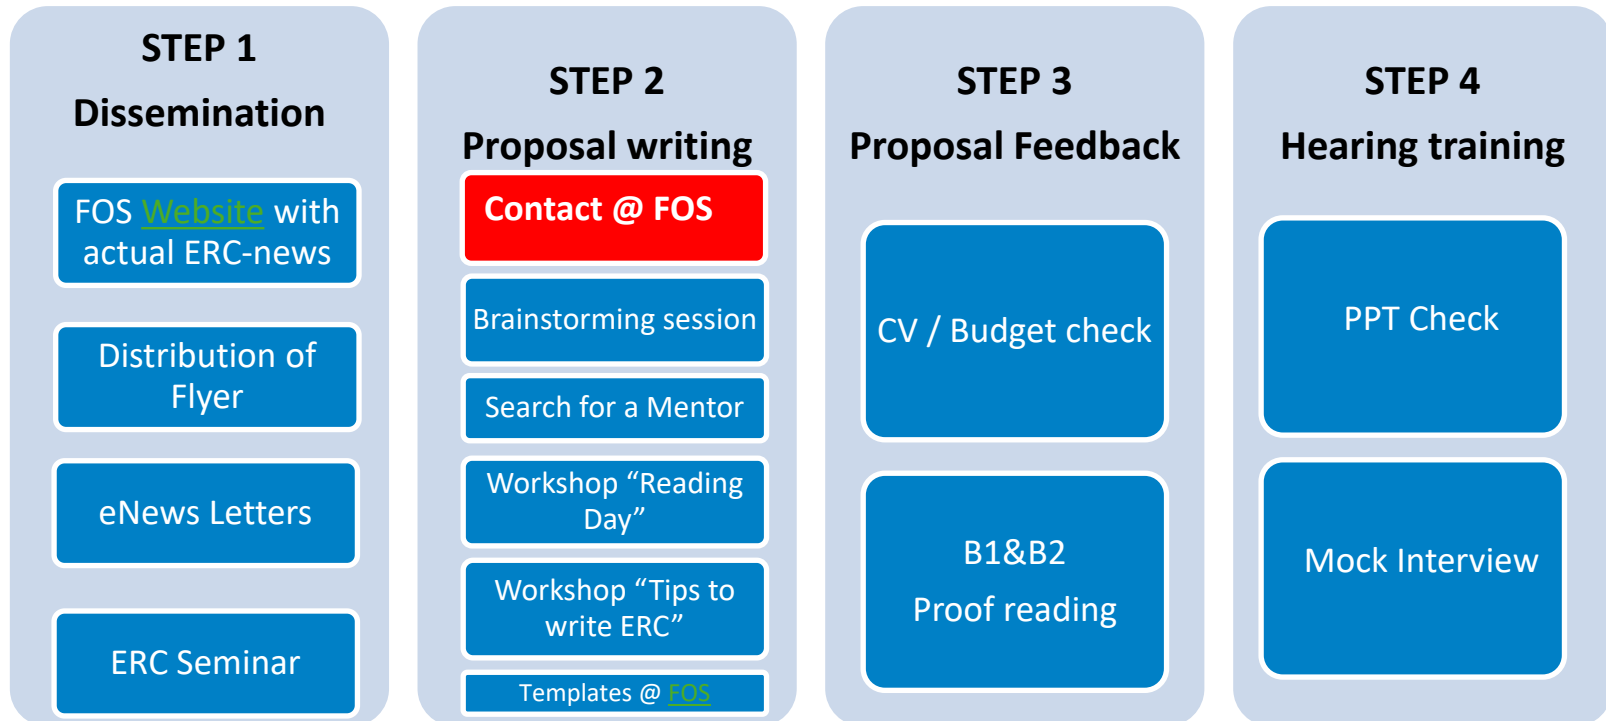 STEP 1
Dissemination
FOS Website with
actual ERC-news
Distribution of
Flyer
eNews Letters
ERC Seminar
STEP 2
Proposal writing
Contact @ FOS
Brainstorming session
Search for a Mentor
Workshop “Reading
Day”
Workshop “Tips to
write ERC”
Templates @ FOS
STEP 3
Proposal Feedback
CV / Budget check
B1&B2
Proof reading
STEP 4
Hearing training
PPT Check
Mock Interview